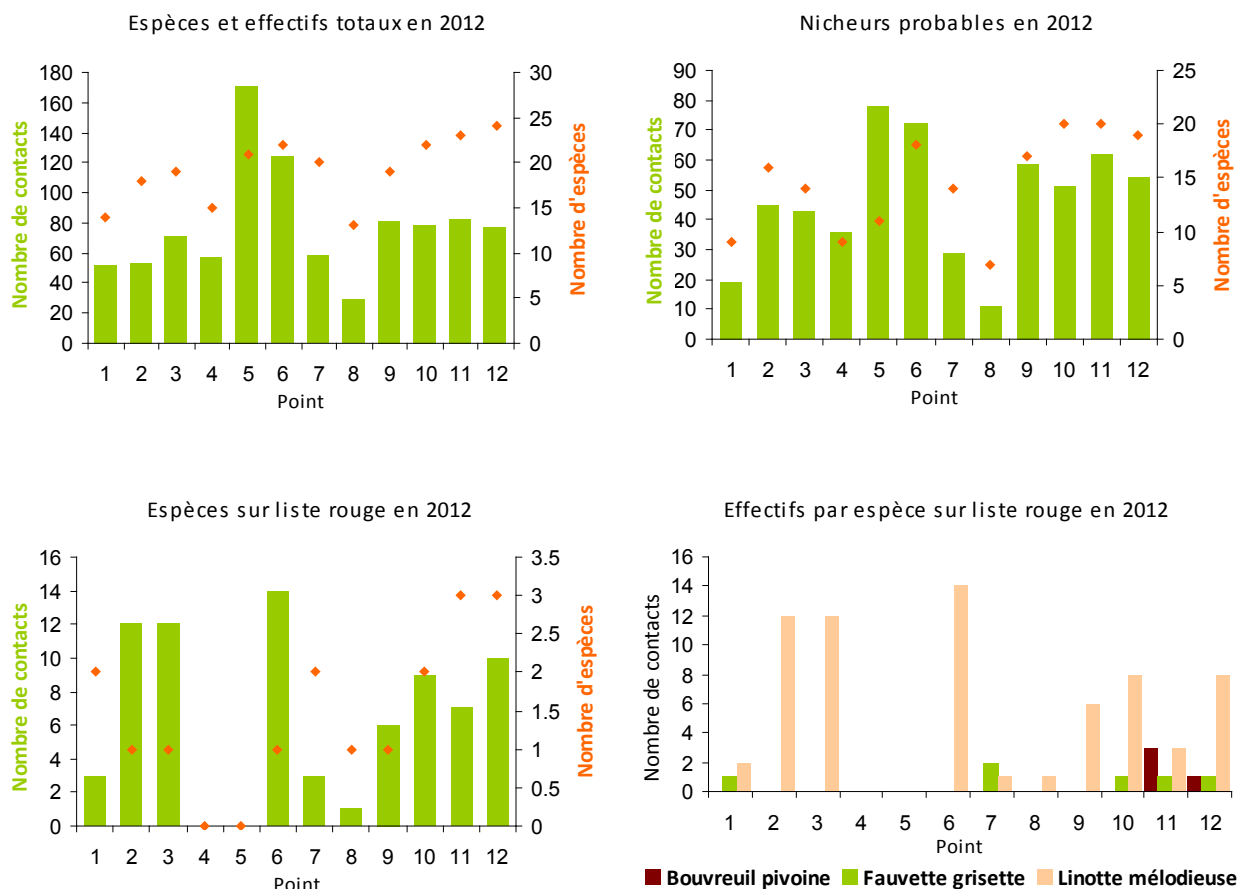 Espèces et effectifs totaux en 2012
Nombre de contacts
180
160
140
120
100
80
60
40
20
0
30
25
20
15
10
5
0
Nombre d'espèces
1 2 3 4 5 6 7 8 9 10 11 12
Point
Nicheurs probables en 2012
Nombre de contacts
90
80
70
60
50
40
30
20
10
0
25
20
15
10
5
0
Nombre d'espèces
1 2 3 4 5 6 7 8 9 10 11 12
Point
Espèces sur liste rouge en 2012
Nombre de contacts
16
14
12
10
8
6
4
2
0
3.5
3
2.5
2
1.5
1
0.5
0
Nombre d'espèces
1 2 3 4 5 6 7 8 9 10 11 12
Point
Effectifs par espèce sur liste rouge en 2012
Nombre de contacts
16
14
12
10
8
6
4
2
0
1 2 3 4 5 6 7 8 9 10 11 12
Point
Bouvreuil pivoine Fauvette grisette Linotte mélodieuse